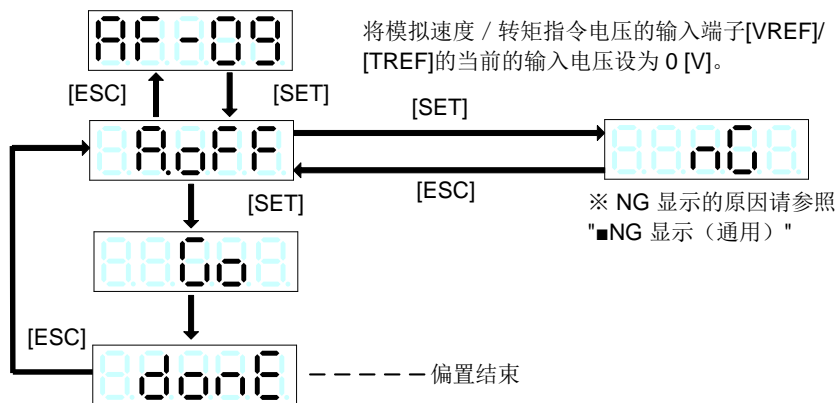 AF-09
将模拟速度 / 转矩指令电压的输入端子[VREF]/
[TREF]的当前的输入电压设为 0 [V]。
[ESC]
[SET]
[SET]
A.oFF
nG
[SET]
[ESC]
※ NG 显示的原因请参照
"■NG 显示（通用）"
Go
[ESC]
donE
偏置结束